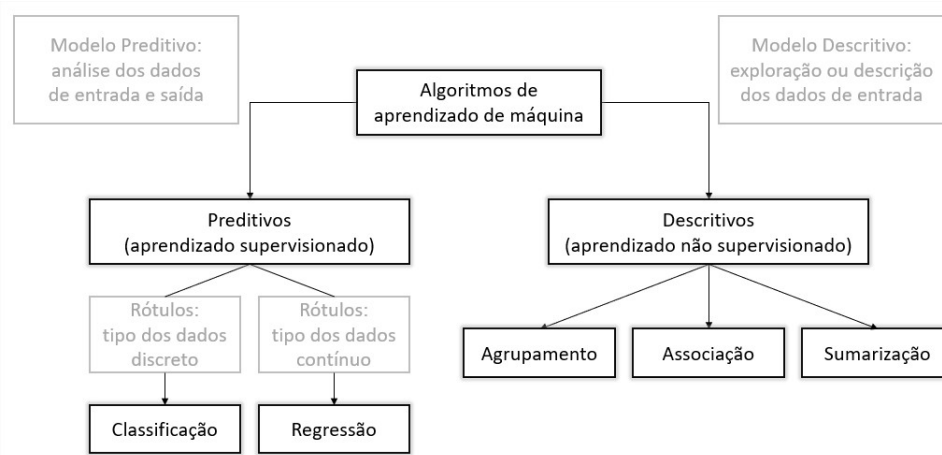 Modelo Preditivo:
análise dos dados
de entrada e saída
Modelo Descritivo:
exploração ou descrição
dos dados de entrada
Algoritmos de
aprendizado de máquina
Preditivos
(aprendizado supervisionado)
Descritivos
(aprendizado não supervisionado)
Rótulos:
tipo dos dados
discreto
Rótulos:
tipo dos dados
contínuo
Agrupamento
Associação
Sumarização
Classificação
Regressão